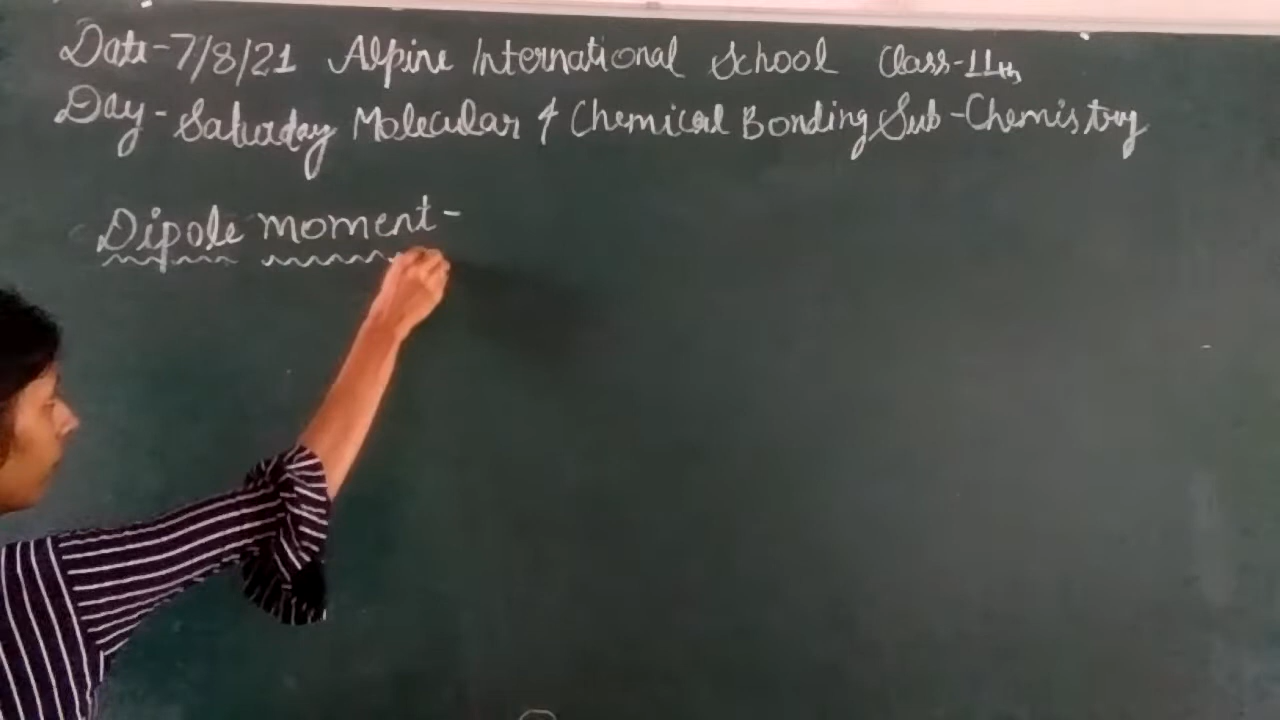 Date-7/8/21 Alpine International School Class-11th
Day-Saturday Molecular & Chemical Bonding Sub-Chemistry
Dipole moment-